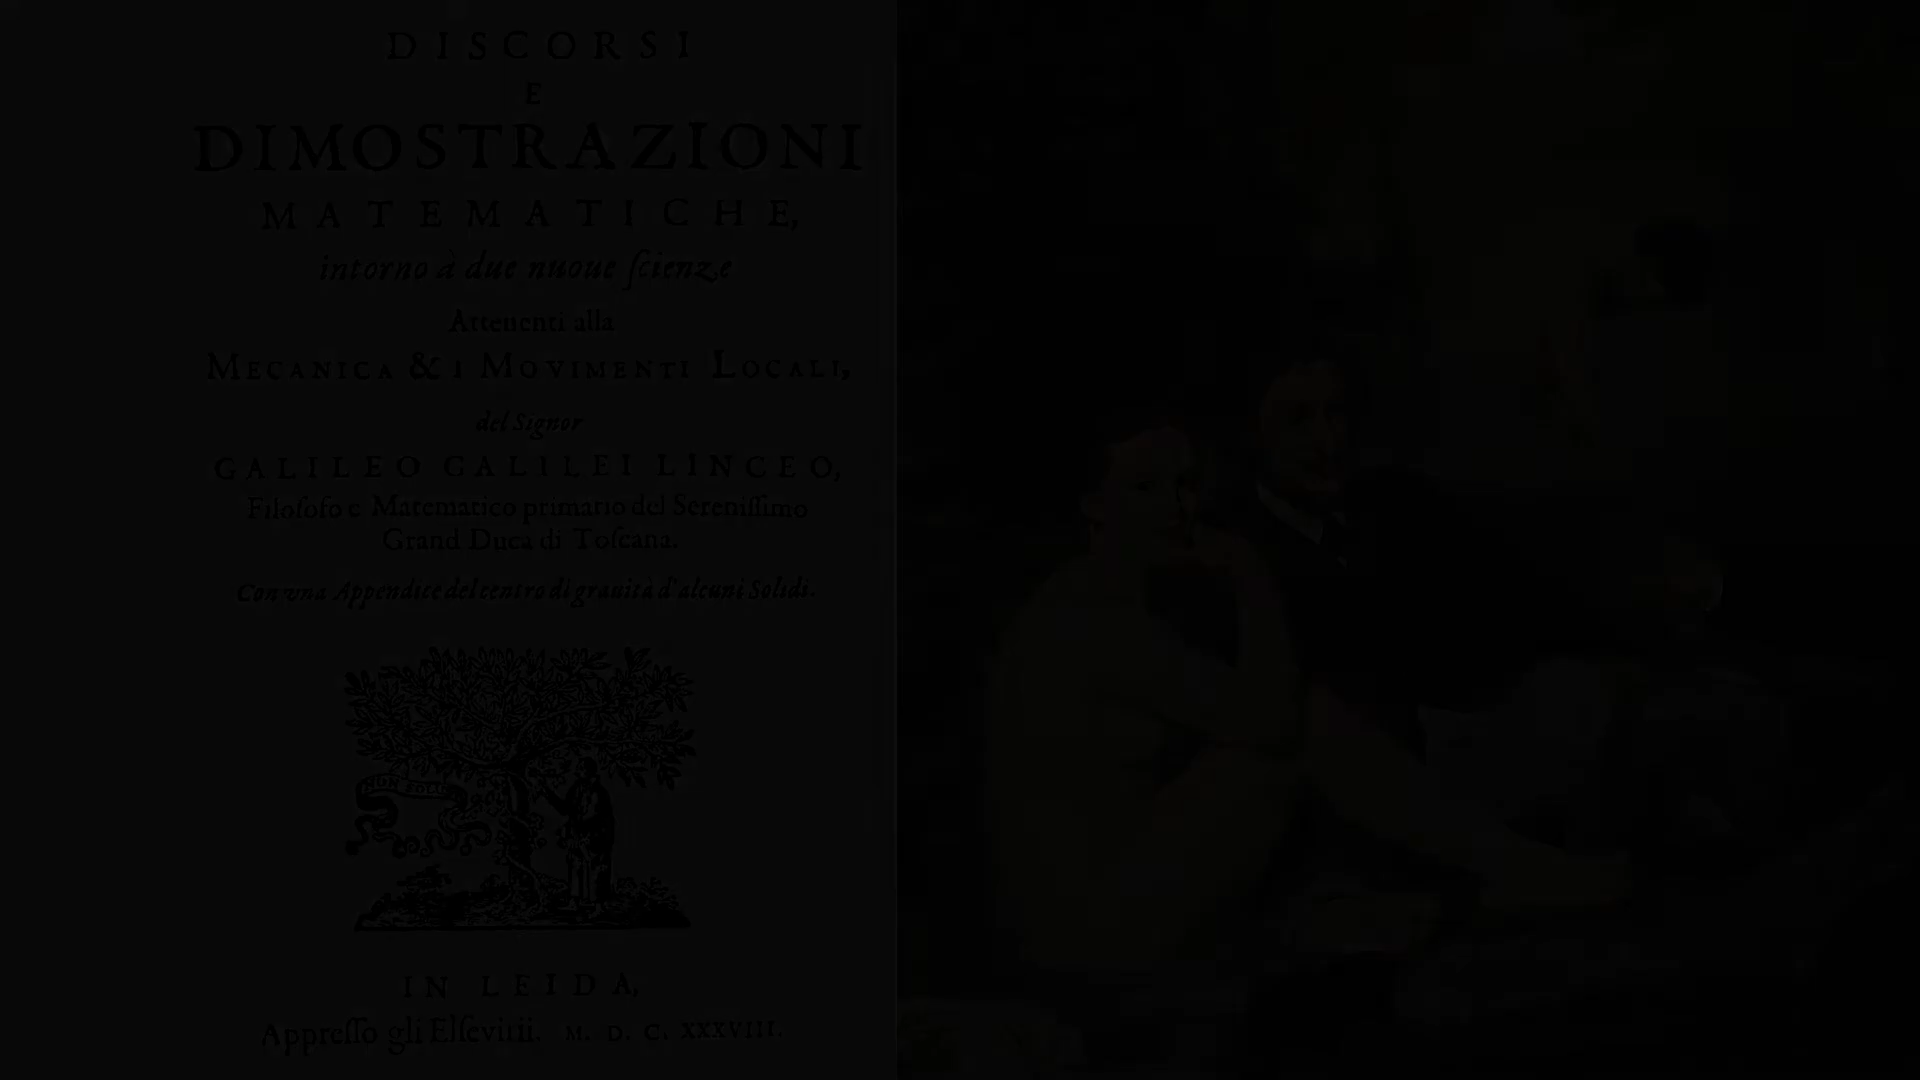 DISCORSI
E
DIMOSTRAZIONI
MATEMATICHE,
intorno à due nuoue ſcienze
Attenenti alla
MECANICA & i MOVIMENTI LOCALI,
del Signor
GALILEO GALILEI LINCEO,
Filoſofo e Matematico primario del Sereniſſimo
Grand Duca di Toſcana.
Con vna Appendice del centro di grauità d'alcuni Solidi.
NON SOLUS
IN LEIDA,
Appreſſo gli Elſevirii. M. D. C. XXXVIII.